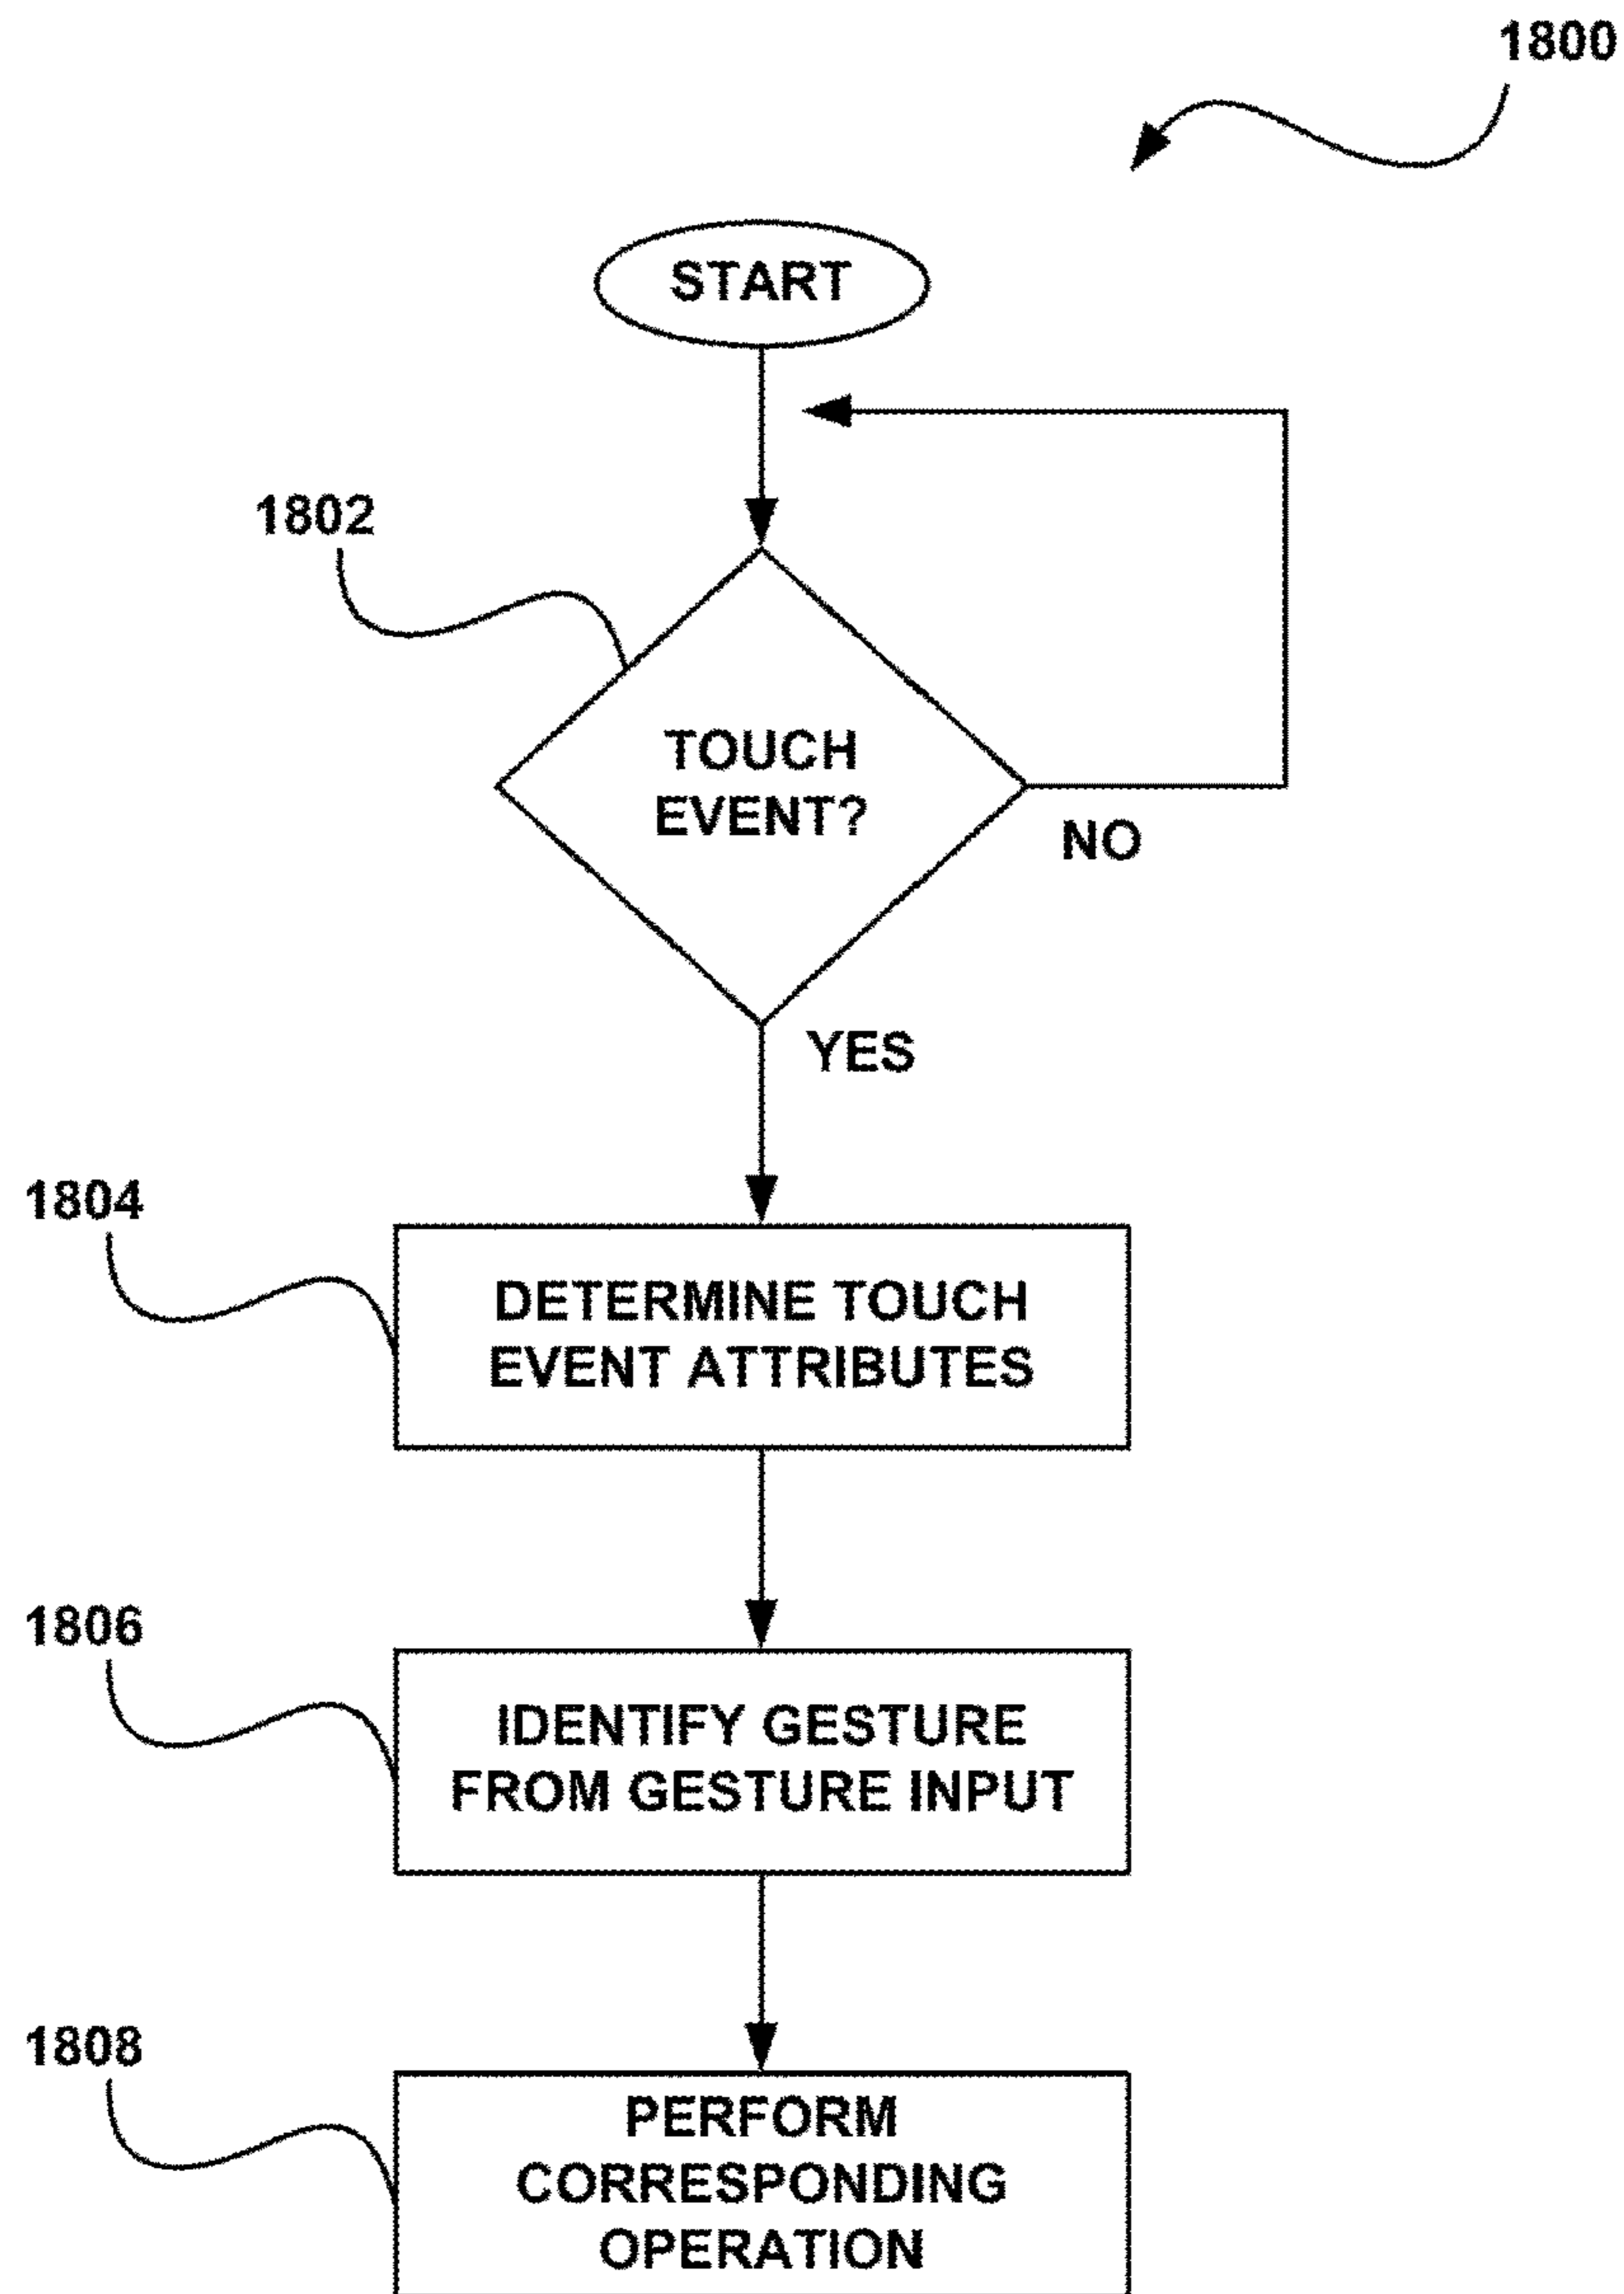 1800
START
1802
TOUCH
EVENT?
NO
YES
1804
DETERMINE TOUCH
EVENT ATTRIBUTES
1806
IDENTIFY GESTURE
FROM GESTURE INPUT
1808
PERFORM
CORRESPONDING
OPERATION